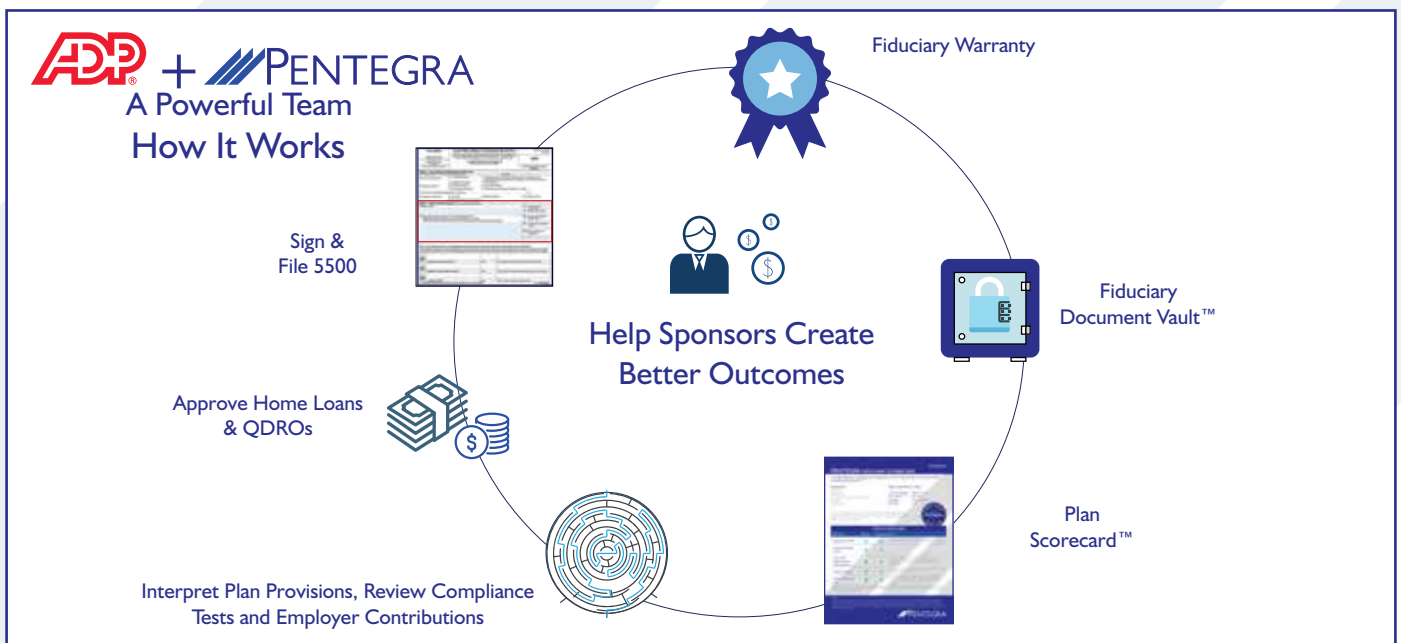 ADP® + PENTEGRA
A Powerful Team
How It Works
Fiduciary Warranty
Sign &
File 5500
Fiduciary
Document Vault™
Help Sponsors Create
Better Outcomes
Approve Home Loans
& QDROs
$
$
$
$
Plan
Scorecard™
Interpret Plan Provisions, Review Compliance
Tests and Employer Contributions
PENTEGRA